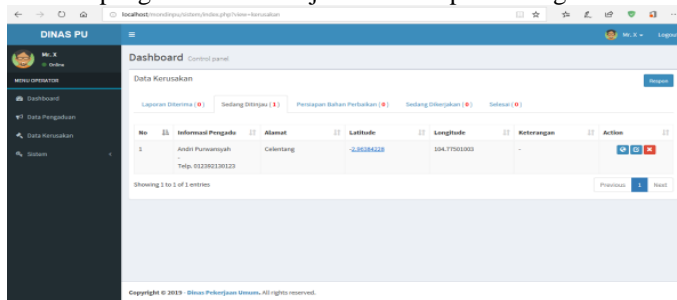 localhost/mondinpu/sistem/index.php?view=Kerusakan
DINAS PU
Mr. X
Logout
Mr. X
Online
Dashboard Control panel
MENU OPERATOR
Data Kerusakan
Respon
Dashboard
Data Pengaduan
Data Kerusakan
Sistem
Laporan Diterima ( 0 ) Sedang Ditinjau ( 1 ) Persiapan Bahan Perbaikan ( 0 ) Sedang Dikerjakan ( 0 ) Selesai ( 0 )
No Informasi Pengadu Alamat Latitude Longitude Keterangan Action
1 Andri Purwansyah Celentang -2.96384228 104.77501003 -
-
Telp. 012392130123
Showing 1 to 1 of 1 entries
Previous 1 Next
Copyright © 2019 - Dinas Pekerjaan Umum. All rights reserved.